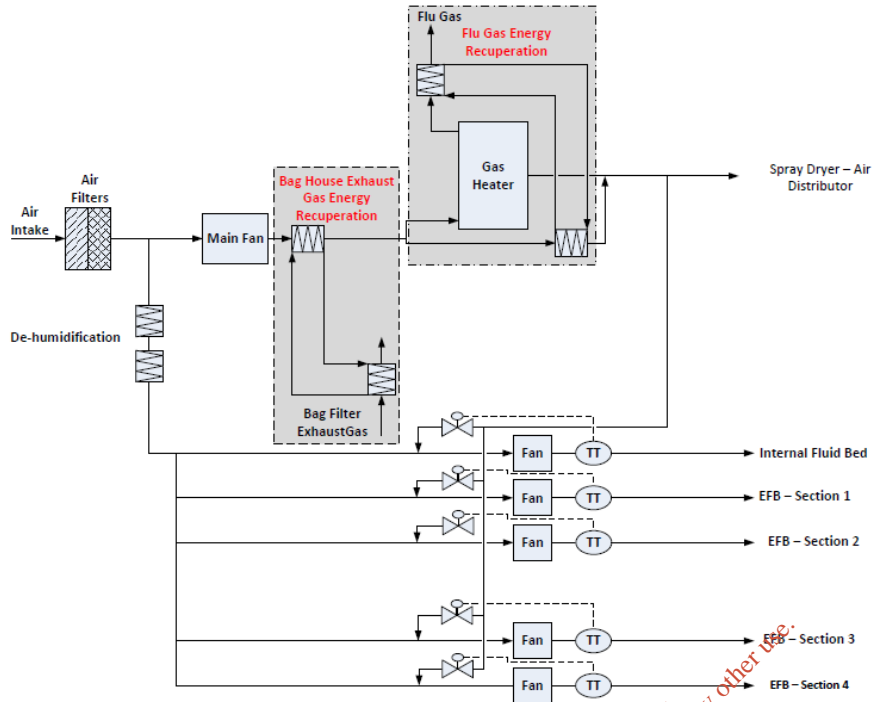 Flu Gas
Flu Gas Energy
Recuperation
Gas
Heater
Spray Dryer – Air
Distributor
Air
Filters
Air
Intake
Main Fan
Bag House Exhaust
Gas Energy
Recuperation
De-humidification
Bag Filter
ExhaustGas
Fan
TT
Internal Fluid Bed
Fan
TT
EFB – Section 1
Fan
TT
EFB – Section 2
Fan
TT
EFB – Section 3
Fan
TT
EFB – Section 4
other use.